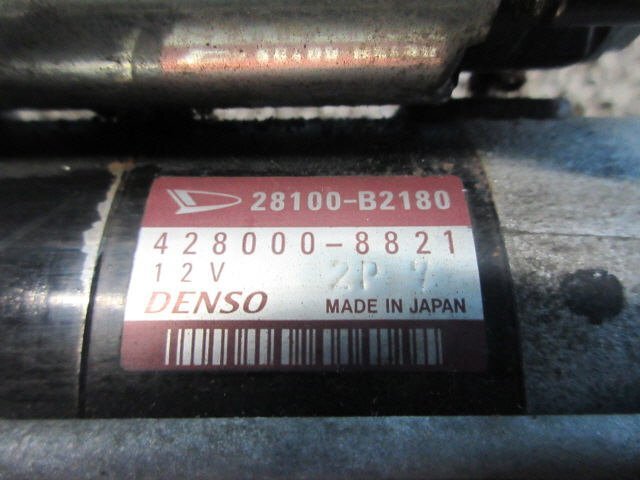 28100-B2180
428000-8821
12V 2P 7
DENSO MADE IN JAPAN